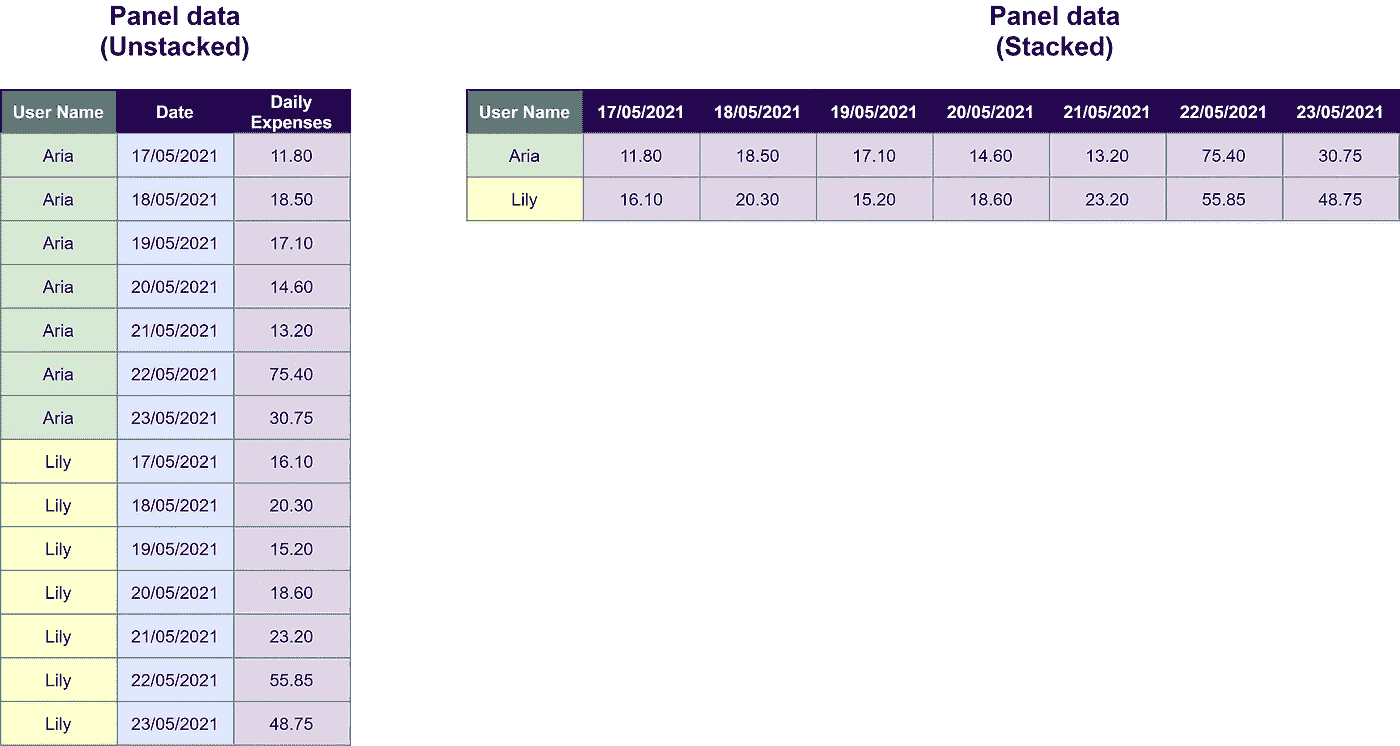 Panel data
(Unstacked)
User Name Date Daily Expenses
Aria 17/05/2021 11.80
Aria 18/05/2021 18.50
Aria 19/05/2021 17.10
Aria 20/05/2021 14.60
Aria 21/05/2021 13.20
Aria 22/05/2021 75.40
Aria 23/05/2021 30.75
Lily 17/05/2021 16.10
Lily 18/05/2021 20.30
Lily 19/05/2021 15.20
Lily 20/05/2021 18.60
Lily 21/05/2021 23.20
Lily 22/05/2021 55.85
Lily 23/05/2021 48.75
Panel data
(Stacked)
User Name 17/05/2021 18/05/2021 19/05/2021 20/05/2021 21/05/2021 22/05/2021 23/05/2021
Aria 11.80 18.50 17.10 14.60 13.20 75.40 30.75
Lily 16.10 20.30 15.20 18.60 23.20 55.85 48.75